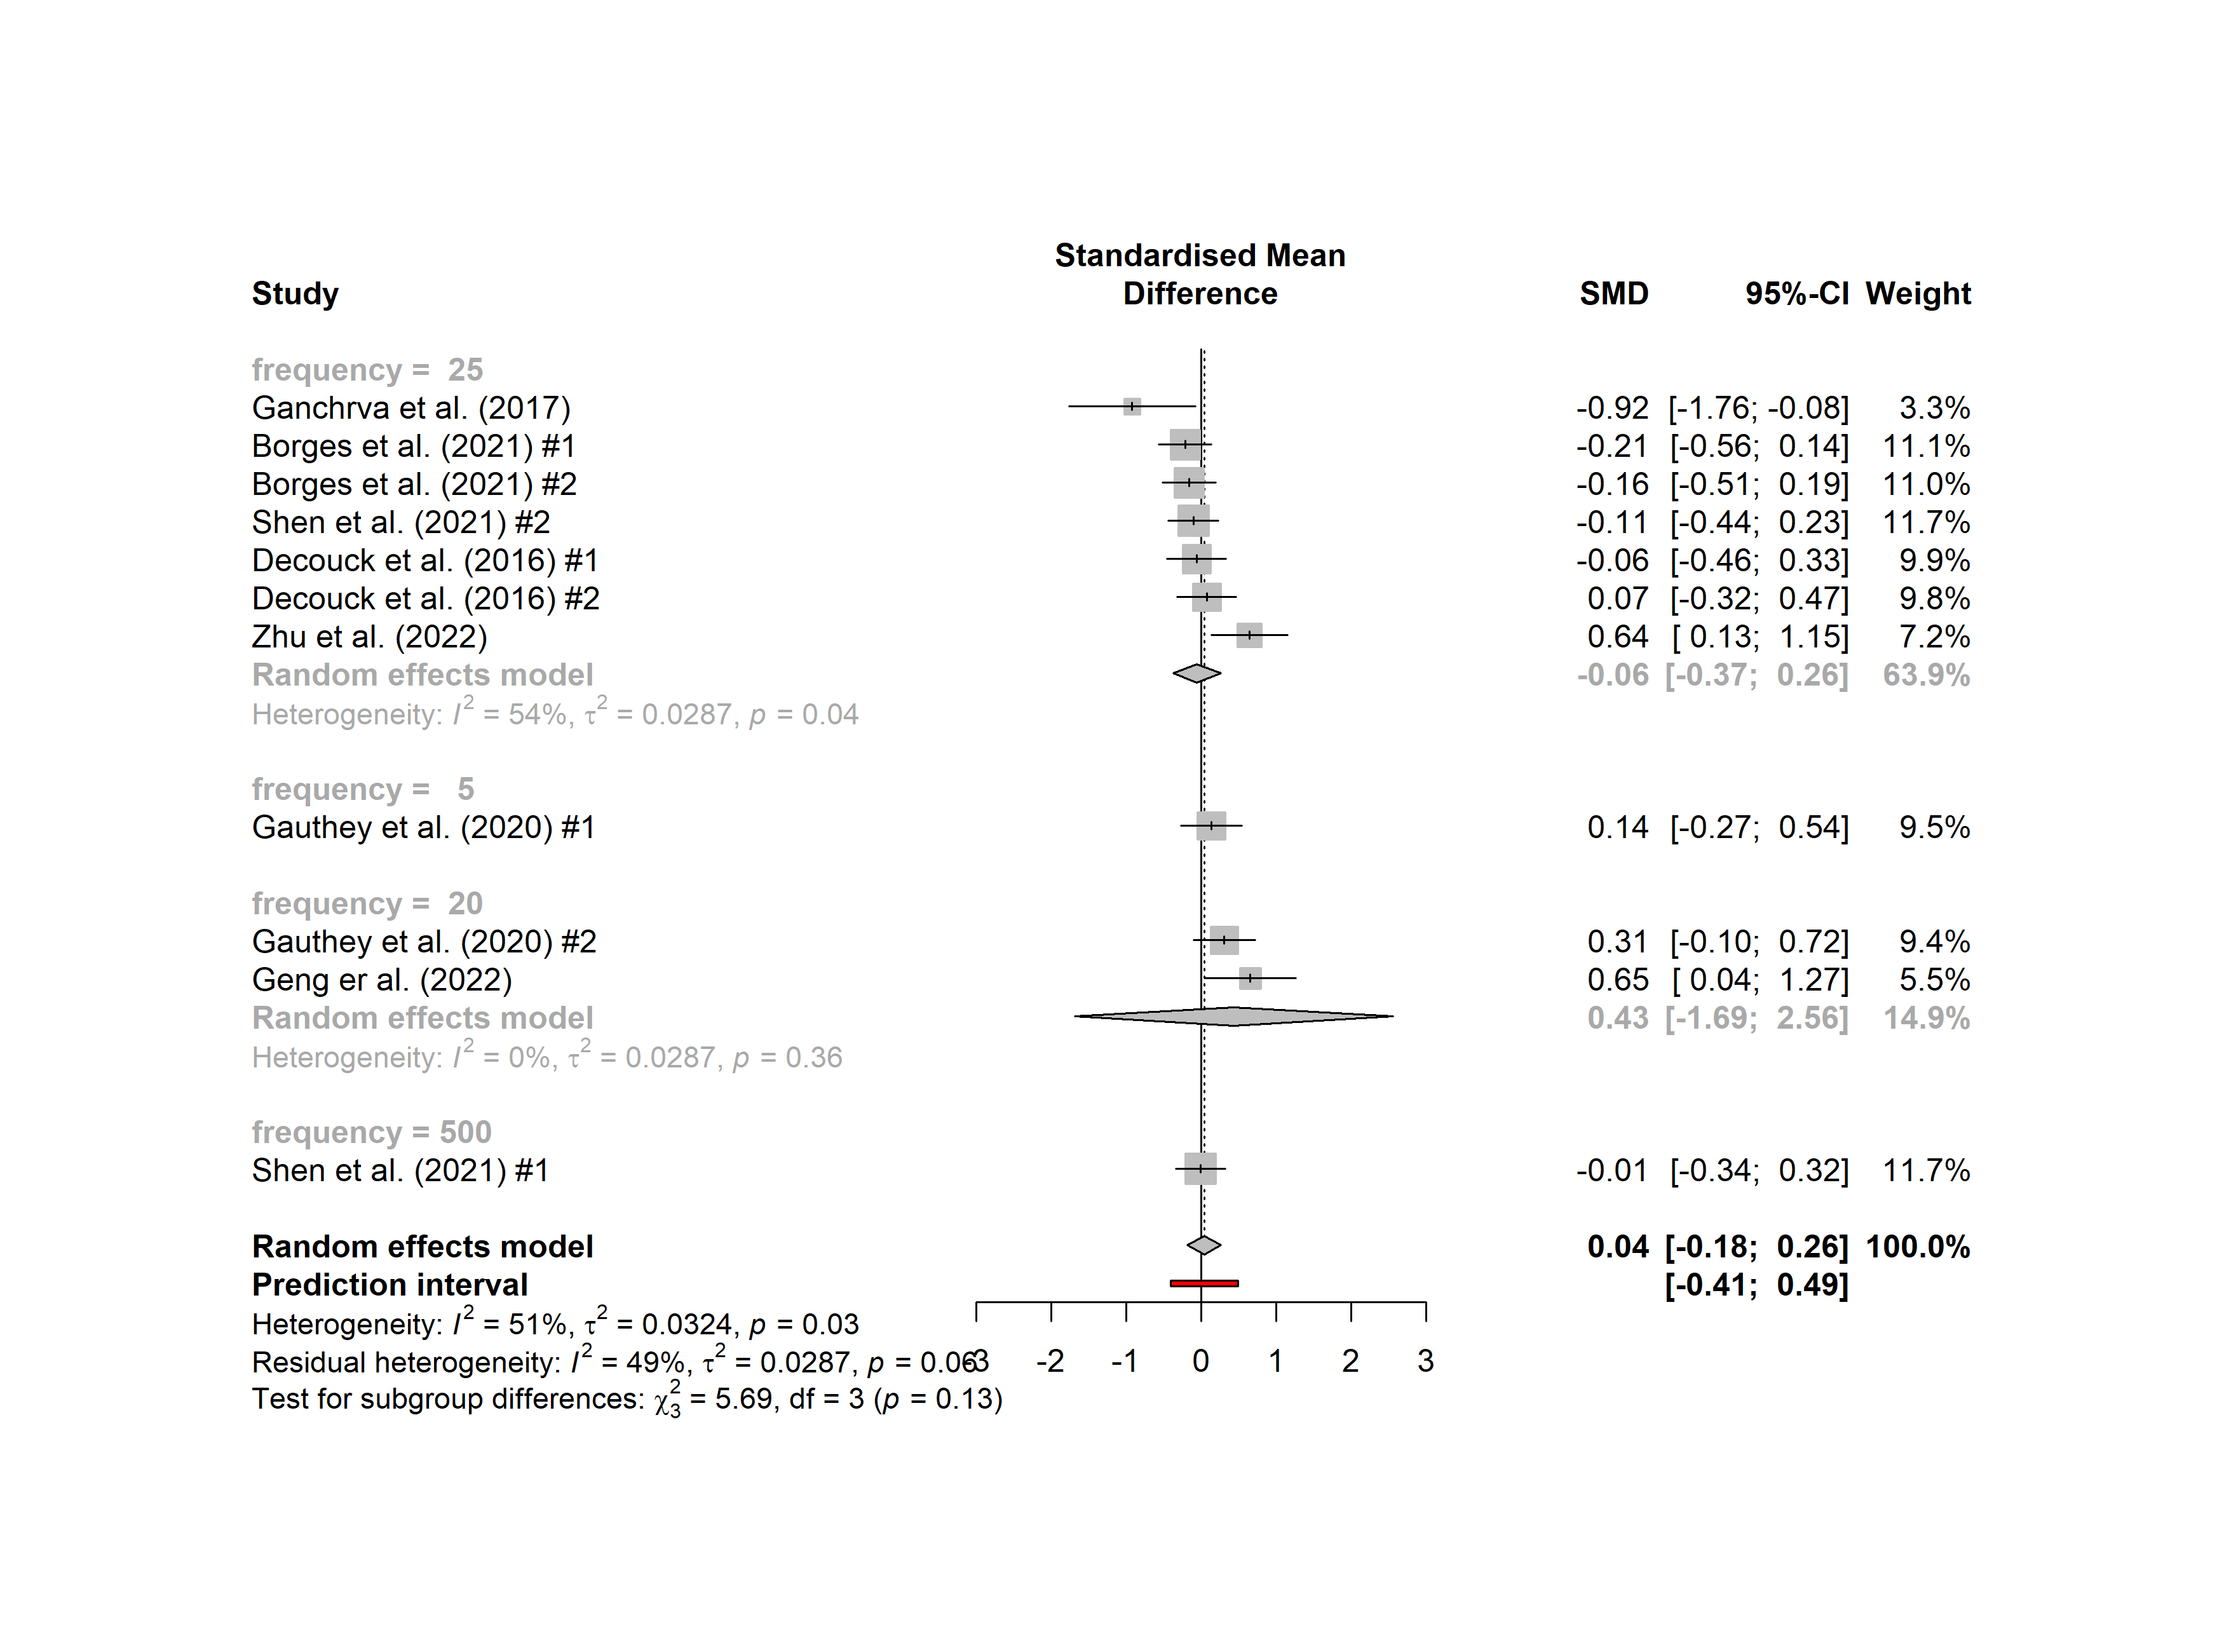 Standardised Mean
Study Difference SMD 95%-CI Weight
frequency = 25
Ganchrva et al. (2017) -0.92 [-1.76; -0.08] 3.3%
Borges et al. (2021) #1 -0.21 [-0.56; 0.14] 11.1%
Borges et al. (2021) #2 -0.16 [-0.51; 0.19] 11.0%
Shen et al. (2021) #2 -0.11 [-0.44; 0.23] 11.7%
Decouck et al. (2016) #1 -0.06 [-0.46; 0.33] 9.9%
Decouck et al. (2016) #2 0.07 [-0.32; 0.47] 9.8%
Zhu et al. (2022) 0.64 [ 0.13; 1.15] 7.2%
Random effects model -0.06 [-0.37; 0.26] 63.9%
Heterogeneity: I² = 54%, τ² = 0.0287, p = 0.04
frequency = 5
Gauthey et al. (2020) #1 0.14 [-0.27; 0.54] 9.5%
frequency = 20
Gauthey et al. (2020) #2 0.31 [-0.10; 0.72] 9.4%
Geng er al. (2022) 0.65 [ 0.04; 1.27] 5.5%
Random effects model 0.43 [-1.69; 2.56] 14.9%
Heterogeneity: I² = 0%, τ² = 0.0287, p = 0.36
frequency = 500
Shen et al. (2021) #1 -0.01 [-0.34; 0.32] 11.7%
Random effects model 0.04 [-0.18; 0.26] 100.0%
Prediction interval [-0.41; 0.49]
Heterogeneity: I² = 51%, τ² = 0.0324, p = 0.03
Residual heterogeneity: I² = 49%, τ² = 0.0287, p = 0.06 -3 -2 -1 0 1 2 3
Test for subgroup differences: χ²₃ = 5.69, df = 3 (p = 0.13)